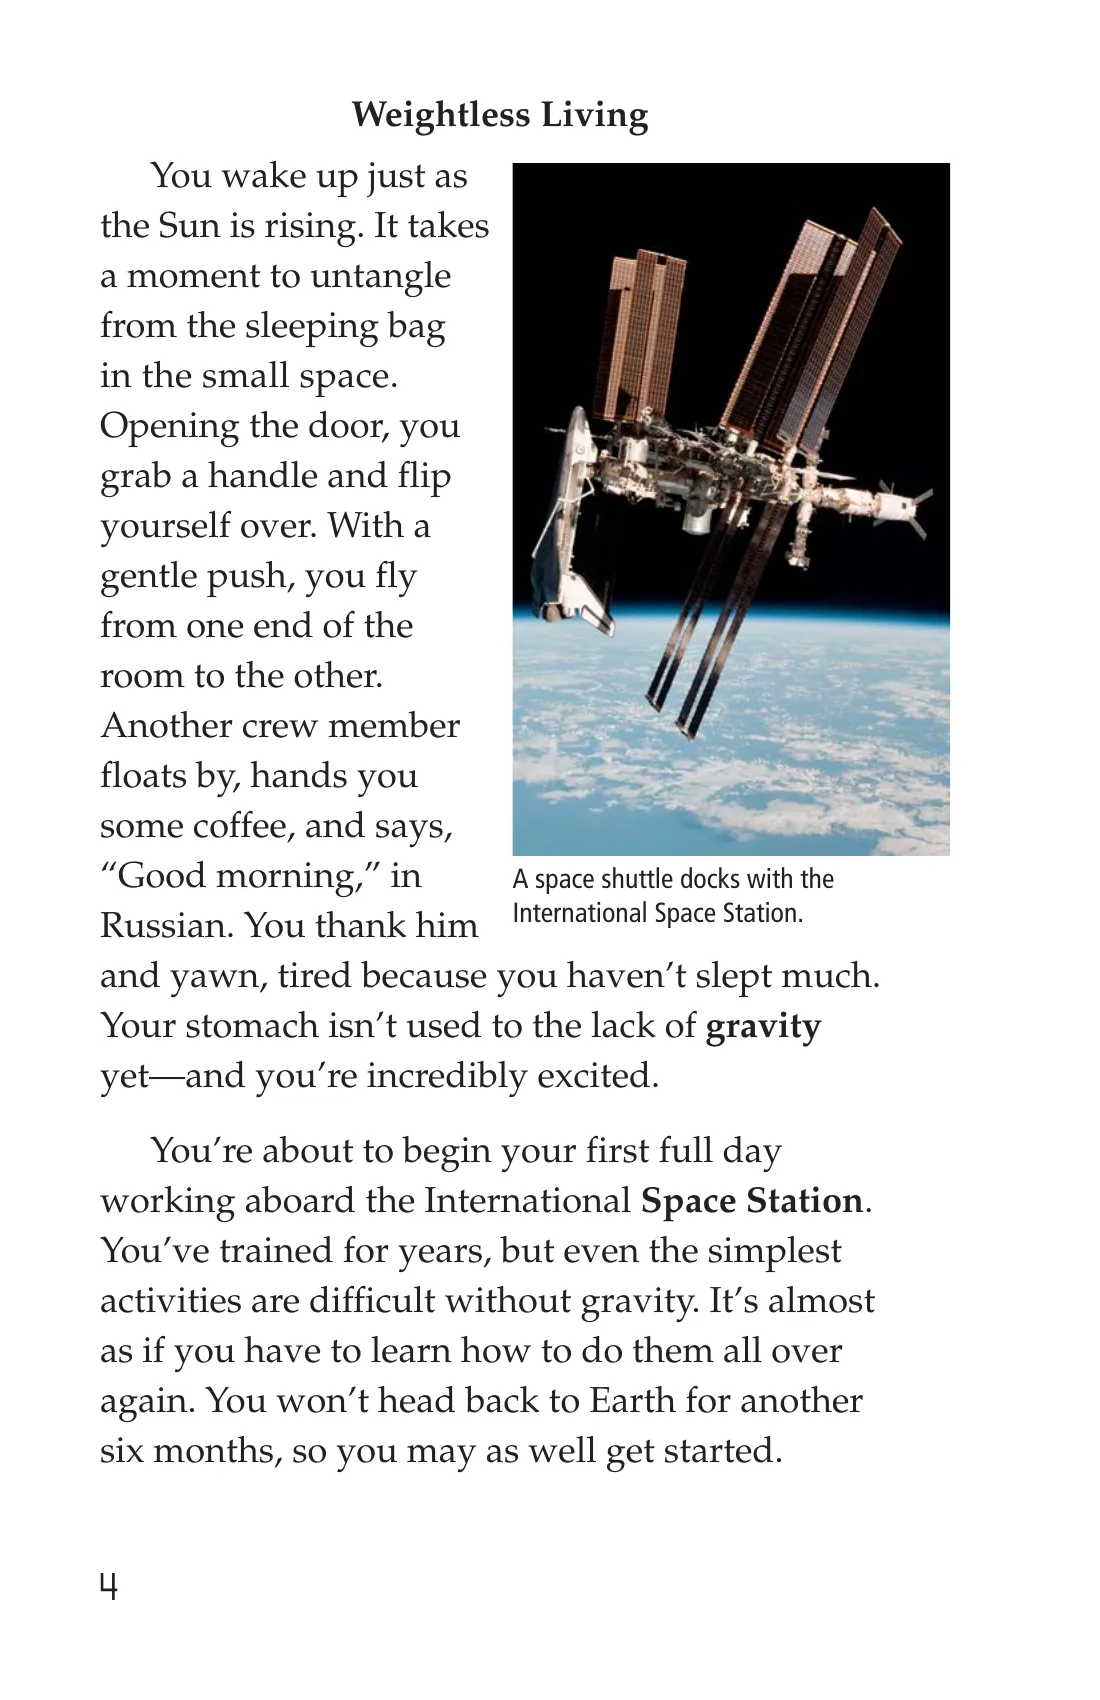 Weightless Living
You wake up just as
the Sun is rising. It takes
a moment to untangle
from the sleeping bag
in the small space.
Opening the door, you
grab a handle and flip
yourself over. With a
gentle push, you fly
from one end of the
room to the other.
Another crew member
floats by, hands you
some coffee, and says,
“Good morning,” in
Russian. You thank him
and yawn, tired because you haven’t slept much.
Your stomach isn’t used to the lack of gravity
yet—and you’re incredibly excited.
A space shuttle docks with the
International Space Station.
You’re about to begin your first full day
working aboard the International Space Station.
You’ve trained for years, but even the simplest
activities are difficult without gravity. It’s almost
as if you have to learn how to do them all over
again. You won’t head back to Earth for another
six months, so you may as well get started.
4